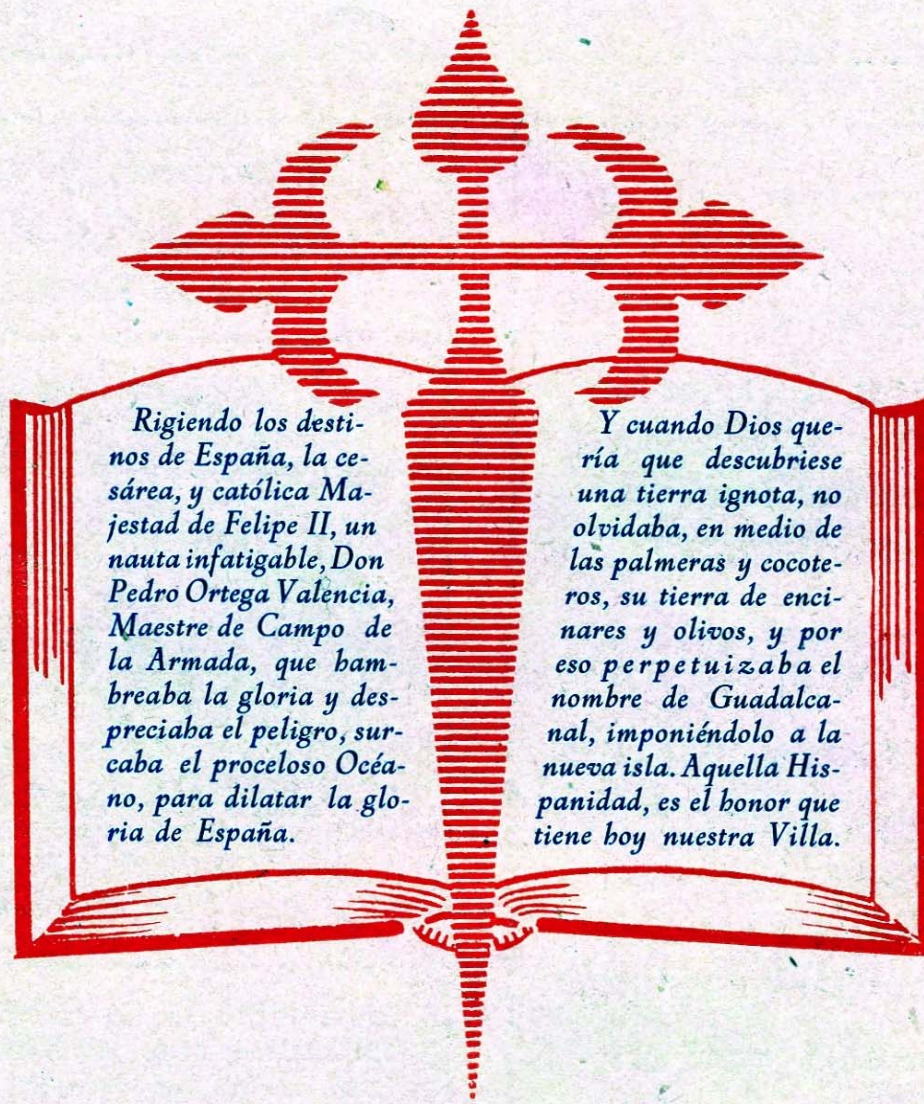 Rigiendo los desti-
nos de España, la ce-
sárea, y católica Ma-
jestad de Felipe II, un
nauta infatigable, Don
Pedro Ortega Valencia,
Maestre de Campo de
la Armada, que ham-
breaba la gloria y des-
preciaba el peligro, sur-
caba el proceloso Océa-
no, para dilatar la glo-
ria de España.
Y cuando Dios que-
ría que descubriese
una tierra ignota, no
olvidaba, en medio de
las palmeras y cocote-
ros, su tierra de enci-
nares y olivos, y por
eso perpetuizaba el
nombre de Guadalca-
nal, imponiéndolo a la
nueva isla. Aquella His-
panidad, es el honor que
tiene hoy nuestra Villa.